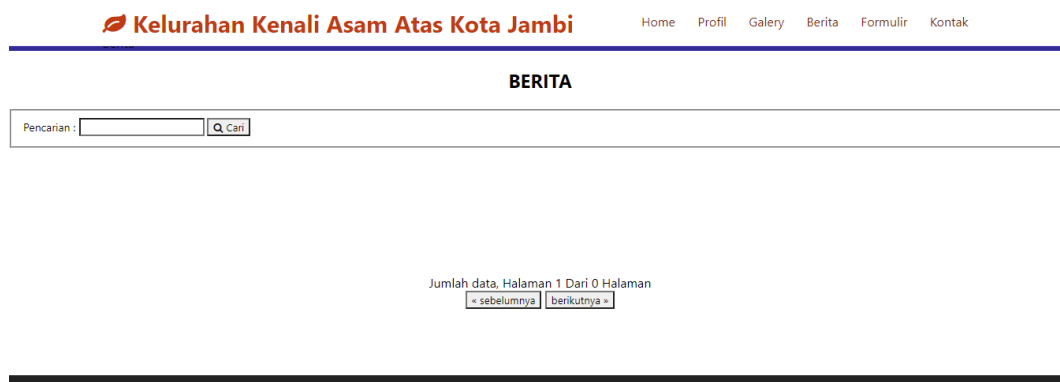 Kelurahan Kenali Asam Atas Kota Jambi Home Profil Galery Berita Formulir Kontak
BERITA
Pencarian : Cari
Jumlah data, Halaman 1 Dari 0 Halaman
« sebelumnya berikutnya »